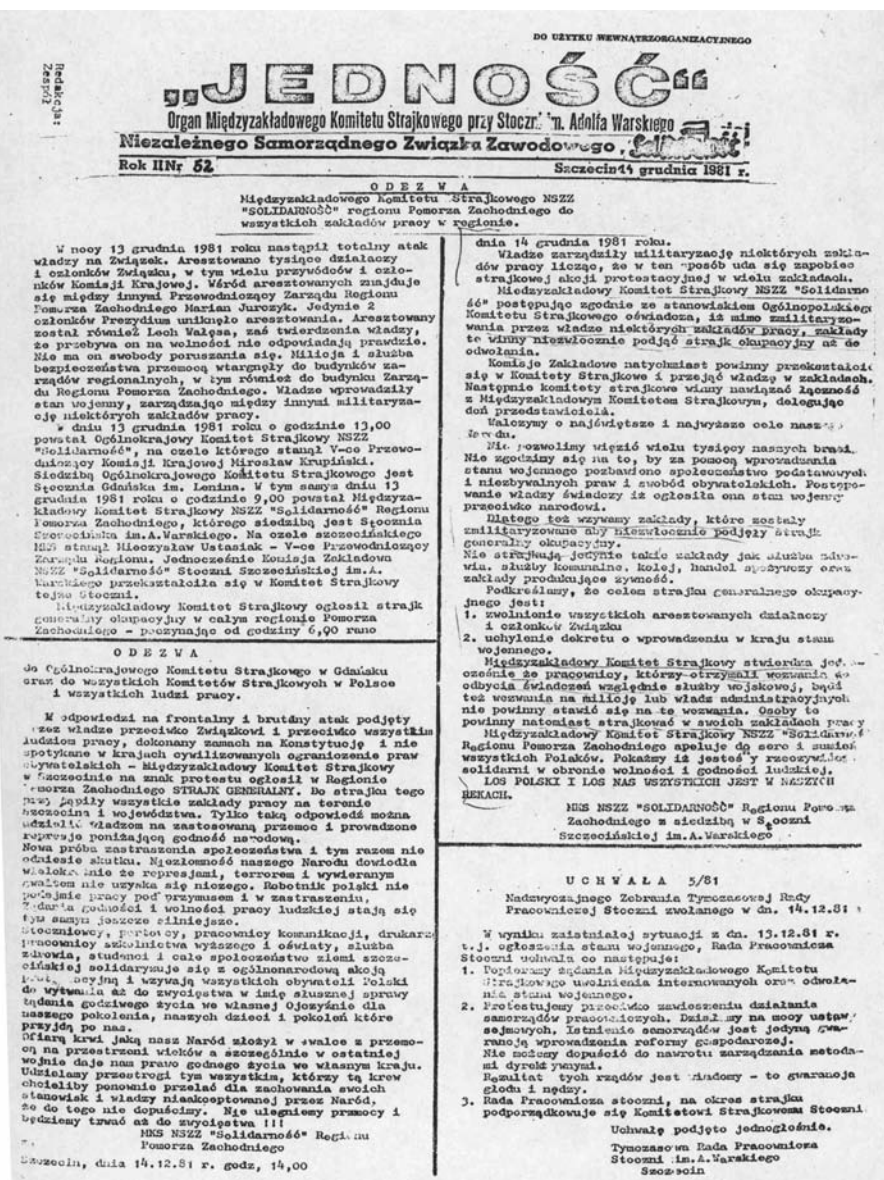 DO UŻYTKU WEWNĄTRZORGANIZACYJNEGO
Redakcja:
Zespół
„JEDNOŚĆ“
Organ Międzyzakładowego Komitetu Strajkowego przy Stoczni im. Adolfa Warskiego
Niezależnego Samorządnego Związku Zawodowego „Solidarność”
Rok II Nr 52
Szczecin 14 grudnia 1981 r.
O D E Z W A
Międzyzakładowego Komitetu Strajkowego NSZZ
"SOLIDARNOŚĆ" regionu Pomorza Zachodniego do
wszystkich zakładów pracy w regionie.
W nocy 13 grudnia 1981 roku nastąpił totalny atak
władzy na Związek. Aresztowano tysiące działaczy
i członków Związku, w tym wielu przywódców i czło-
nków Komisji Krajowej. Wśród aresztowanych znajduje
się między innymi Przewodniczący Zarządu Regionu
Pomorza Zachodniego Marian Jurczyk. Jedynie 2
członków Prezydium uniknęło aresztowania. Aresztowany
został również Lech Wałęsa, zaś twierdzenia władzy,
że przebywa on na wolności nie odpowiadają prawdzie.
Nie ma on swobody poruszania się. Milicja i służba
bezpieczeństwa przemocą wtargnęły do budynków za-
rządów regionalnych, w tym również do budynku Zarzą-
du Regionu Pomorza Zachodniego. Władze wprowadziły
stan wojenny, zarządzając między innymi militaryza-
cję niektórych zakładów pracy.
W dniu 13 grudnia 1981 roku o godzinie 13,00
powstał Ogólnokrajowy Komitet Strajkowy NSZZ
"Solidarność", na czele którego stanął V-ce Przewo-
dniczący Komisji Krajowej Mirosław Krupiński.
Siedzibą Ogólnokrajowego Komitetu Strajkowego jest
Stocznia Gdańska im. Lenina. W tym samym dniu 13
grudnia 1981 roku o godzinie 9,00 powstał Międzyza-
kładowy Komitet Strajkowy NSZZ "Solidarność" Regionu
Pomorza Zachodniego, którego siedzibą jest Stocznia
Szczecińska im.A.Warskiego. Na czele szczecińskiego
MKS stanął Mieczysław Ustasiak - V-ce Przewodniczący
Zarządu Regionu. Jednocześnie Komisja Zakładowa
NSZZ "Solidarność" Stoczni Szczecińskiej im.A.
Warskiego przekształciła się w Komitet Strajkowy
tejże Stoczni.
Międzyzakładowy Komitet Strajkowy ogłosił strajk
generalny okupacyjny w całym regionie Pomorza
Zachodniego - poczynając od godziny 6,00 rano
dnia 14 grudnia 1981 roku.
Władze zarządziły militaryzację niektórych zakła-
dów pracy licząc, że w ten sposób uda się zapobiec
strajkowej akcji protestacyjnej w wielu zakładach.
Międzyzakładowy Komitet Strajkowy NSZZ "Solidarno
ść" postępując zgodnie ze stanowiskiem Ogólnopolskiego
Komitetu Strajkowego oświadcza, iż mimo zmilitaryzo-
wania przez władze niektórych zakładów pracy, zakłady
te winny niezwłocznie podjąć strajk okupacyjny aż do
odwołania.
Komisje Zakładowe natychmiast powinny przekształcić
się w Komitety Strajkowe i przejąć władzę w zakładach.
Następnie komitety strajkowe winny nawiązać łączność
z Międzyzakładowym Komitetem Strajkowym, delegując
doń przedstawiciela.
Walczymy o najświętsze i najwyższe cele naszego
Narodu.
Nie pozwolimy więzić wielu tysięcy naszych braci.
Nie zgodzimy się na to, by za pomocą wprowadzania
stanu wojennego pozbawiono społeczeństwo podstawowych
i niezbywalnych praw i swobód obywatelskich. Postępo-
wanie władzy świadczy iż ogłosiła ona stan wojenny
przeciwko narodowi.
Dlatego też wzywamy zakłady, które zostały
zmilitaryzowane aby niezwłocznie podjęły strajk
generalny okupacyjny.
Nie strajkują jedynie takie zakłady jak służba zdro-
wia, służby komunalne, kolej, handel spożywczy oraz
zakłady produkujące żywność.
Podkreślamy, że celem strajku generalnego okupacy-
jnego jest:
1. zwolnienie wszystkich aresztowanych działaczy
i członków Związku
2. uchylenie dekretu o wprowadzeniu w kraju stanu
wojennego.
Międzyzakładowy Komitet Strajkowy stwierdza jedno-
cześnie że pracownicy, którzy otrzymali wezwania do
odbycia świadczeń względnie służby wojskowej, bądź
też wezwania na milicję lub władz administracyjnych
nie powinny stawić się na te wezwania. Osoby to
powinny natomiast strajkować w swoich zakładach pracy
Międzyzakładowy Komitet Strajkowy NSZZ "Solidarność"
Regionu Pomorza Zachodniego apeluje do serc i sumień
wszystkich Polaków. Pokażmy iż jesteśmy rzeczywiście
solidarni w obronie wolności i godności ludzkiej.
LOS POLSKI I LOS NAS WSZYSTKICH JEST W NASZYCH
RĘKACH.
MKS NSZZ "SOLIDARNOŚĆ" Regionu Pomorza
Zachodniego z siedzibą w Stoczni
Szczecińskiej im.A.Warskiego
O D E Z W A
do Ogólnokrajowego Komitetu Strajkowgo w Gdańsku
oraz do wszystkich Komitetów Strajkowych w Polsce
i wszystkich ludzi pracy.
W odpowiedzi na frontalny i brutalny atak podjęty
przez władze przeciwko Związkowi i przeciwko wszystkim
ludziom pracy, dokonany zamach na Konstytucję i nie
spotykane w krajach cywilizowanych ograniczenie praw
obywatelskich - Międzyzakładowy Komitet Strajkowy
w Szczecinie na znak protestu ogłosił w Regionie
Pomorza Zachodniego STRAJK GENERALNY. Do strajku tego
przystąpiły wszystkie zakłady pracy na terenie
Szczecina i województwa. Tylko taką odpowiedź można
udzielić władzom na zastosowaną przemoc i prowadzone
represje poniżającą godność narodową.
Nowa próba zastraszenia społeczeństwa i tym razem nie
odniesie skutku. Niezłomność naszego Narodu dowiodła
wielokrotnie że represjami, terrorem i wywieranym
gwałtem nie uzyska się niczego. Robotnik polski nie
podejmie pracy pod przymusem i w zastraszeniu,
żądania godności i wolności pracy ludzkiej stają się
tym samym jeszcze silniejsze.
Stoczniowcy, portowcy, pracownicy komunikacji, drukarz
pracownicy szkolnictwa wyższego i oświaty, służba
zdrowia, studenci i całe społeczeństwo ziemi szcze-
cińskiej solidaryzuje się z ogólnonarodową akcją
protestacyjną i wzywają wszystkich obywateli Polski
do wytrwania aż do zwycięstwa w imię słusznej sprawy
żądania godziwego życia we własnej Ojczyźnie dla
naszego pokolenia, naszych dzieci i pokoleń które
przyjdą po nas.
Ofiarą krwi jaką nasz Naród złożył w walce z przemo-
cą na przestrzeni wieków a szczególnie w ostatniej
wojnie daje nam prawo godnego życia we własnym kraju.
Udzielamy przestrogi tym wszystkim, którzy tą krew
chcieliby ponownie przelać dla zachowania swoich
stanowisk i władzy nieakceptowanej przez Naród,
że do tego nie dopuścimy. Nie ulegniemy przemocy i
będziemy trwać aż do zwycięstwa !!!
MKS NSZZ "Solidarność" Regionu
Pomorza Zachodniego
Szczecin, dnia 14.12.81 r. godz, 14,00
U C H W A Ł A 5/81
Nadzwyczajnego Zebrania Tymczasowej Rady
Pracowniczej Stoczni zwołanego w dn. 14.12.81
W wyniku zaistniałej sytuacji z dn. 13.12.81 r.
t.j. ogłoszenia stanu wojennego, Rada Pracownicza
Stoczni uchwala co następuje:
1. Popieramy żądania Międzyzakładowego Komitetu
Strajkowego uwolnienia internowanych oraz odwoła-
nia stanu wojennego.
2. Protestujemy przeciwko zawieszeniu działania
samorządów pracowniczych. Działamy na mocy ustaw
sejmowych. Istnienie samorządów jest jedyną gwa-
rancją wprowadzenia reformy gospodarczej.
Nie możemy dopuścić do nawrotu zarządzania metoda-
mi dyrektywnymi.
Rezultat tych rządów jest wiadomy - to gwarancja
głodu i nędzy.
3. Rada Pracownicza stoczni, na okres strajku
podporządkowuje się Komitetowi Strajkowemu Stoczni
Uchwałę podjęto jednogłośnie.
Tymczasowa Rada Pracownicza
Stoczni im.A.Warskiego
Szczecin